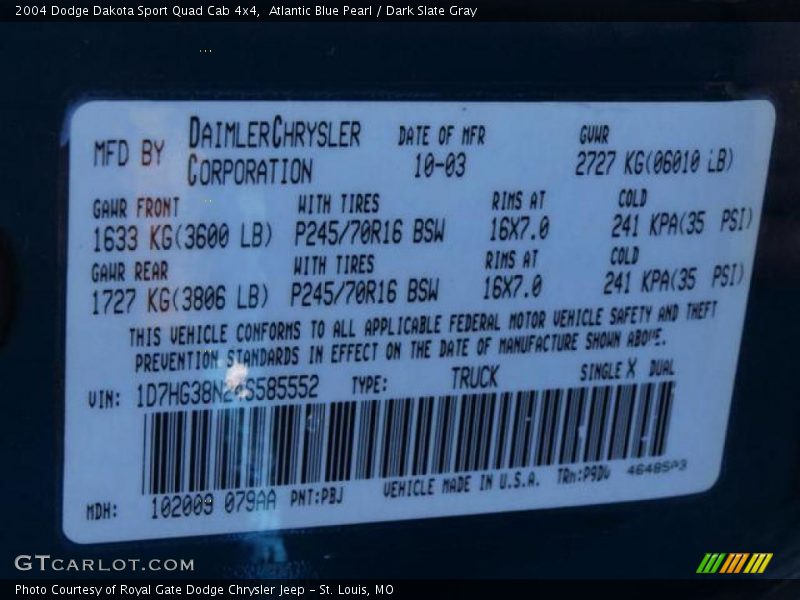 2004 Dodge Dakota Sport Quad Cab 4x4,  Atlantic Blue Pearl / Dark Slate Gray
MFD BY DAIMLERCHRYSLER CORPORATION DATE OF MFR 10-03 GVWR 2727 KG(06010 LB)
GAWR FRONT WITH TIRES RIMS AT COLD
1633 KG(3600 LB) P245/70R16 BSW 16X7.0 241 KPA(35 PSI)
GAWR REAR WITH TIRES RIMS AT COLD
1727 KG(3806 LB) P245/70R16 BSW 16X7.0 241 KPA(35 PSI)
THIS VEHICLE CONFORMS TO ALL APPLICABLE FEDERAL MOTOR VEHICLE SAFETY AND THEFT
PREVENTION STANDARDS IN EFFECT ON THE DATE OF MANUFACTURE SHOWN ABOVE.
VIN: TYPE: TRUCK SINGLE X DUAL
MDH: 102009 079AA PNT:PBJ VEHICLE MADE IN U.S.A.
GTCARLOT.COM
Photo Courtesy of Royal Gate Dodge Chrysler Jeep - St. Louis, MO